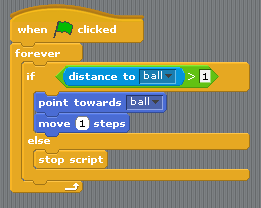 when clicked
forever
if distance to ball > 1
point towards ball
move 1 steps
else
stop script